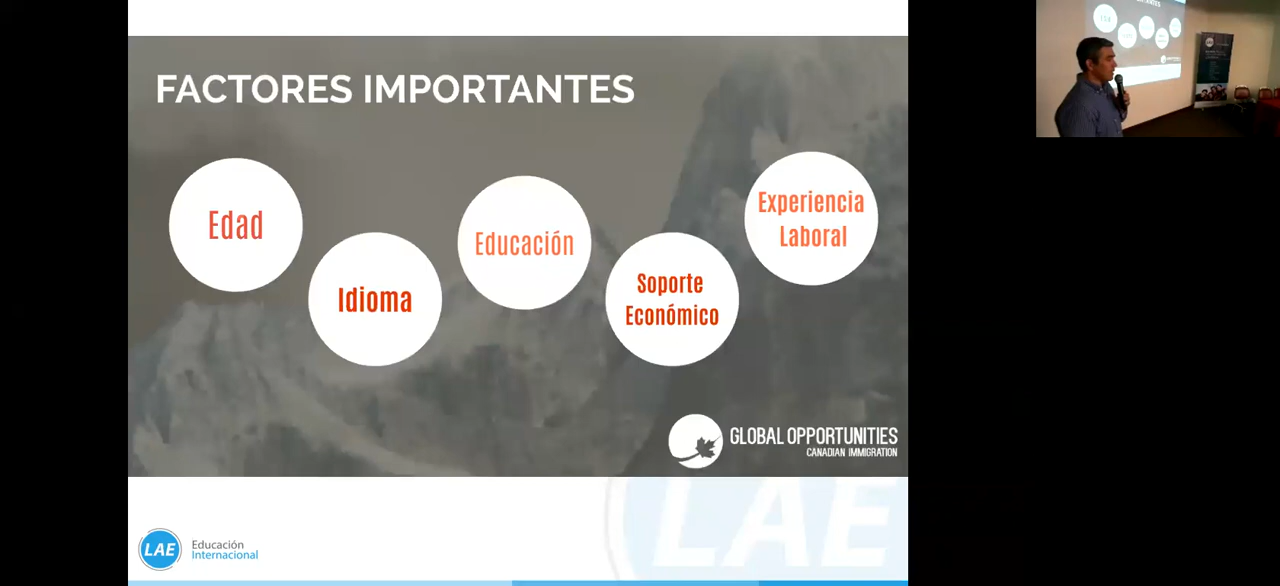 FACTORES IMPORTANTES
Edad
Idioma
Educación
Soporte
Económico
Experiencia
Laboral
GLOBAL OPPORTUNITIES
CANADIAN IMMIGRATION
LAE
LAE
Educación
Internacional